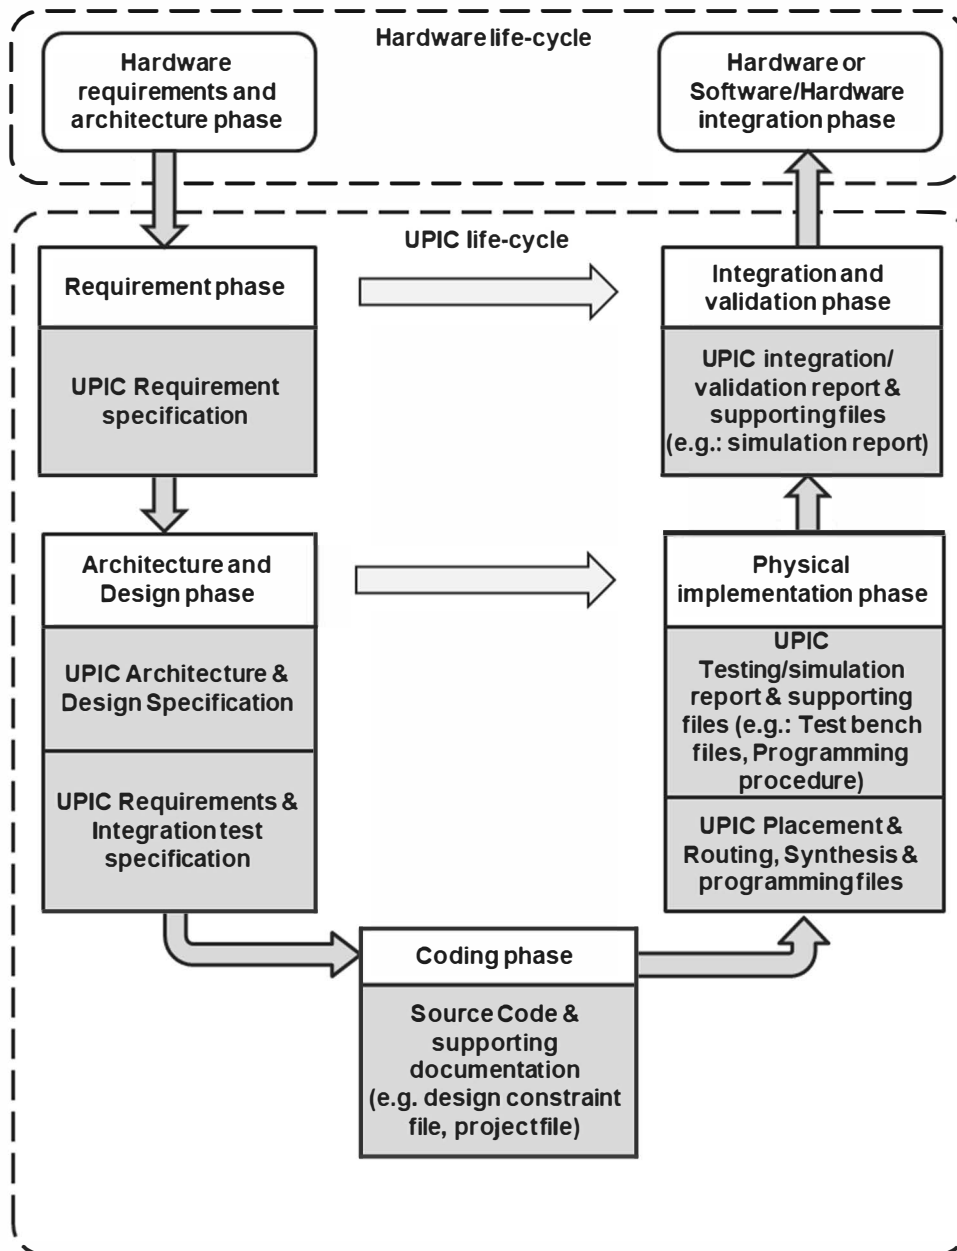 Hardware life-cycle
Hardware
requirements and
architecture phase
Hardware or
Software/Hardware
integration phase
UPIC life-cycle
Requirement phase
UPIC Requirement
specification
Integration and
validation phase
UPIC integration/
validation report &
supporting files
(e.g.: simulation report)
Architecture and
Design phase
UPIC Architecture &
Design Specification
UPIC Requirements &
Integration test
specification
Physical
implementation phase
UPIC
Testing/simulation
report & supporting
files (e.g.: Test bench
files, Programming
procedure)
UPIC Placement &
Routing, Synthesis &
programming files
Coding phase
Source Code &
supporting
documentation
(e.g. design constraint
file, project file)